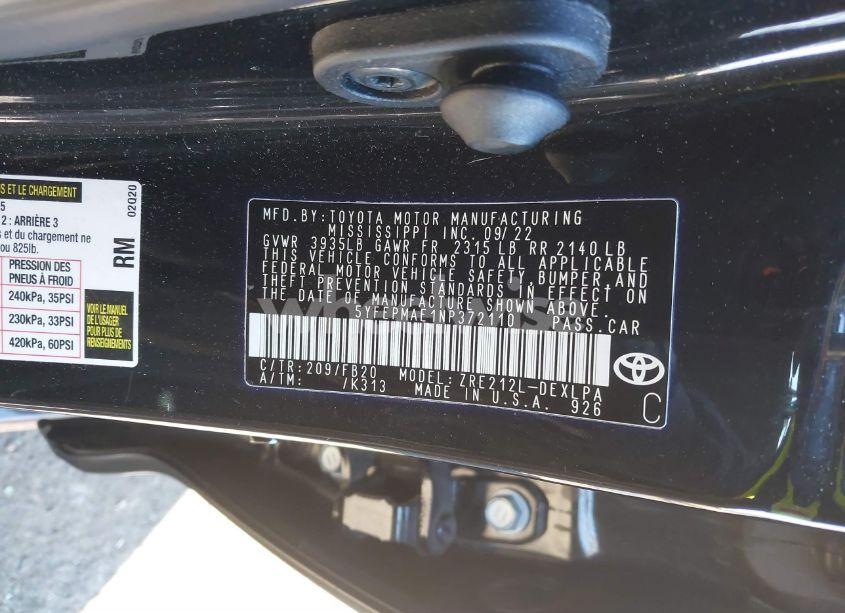 S ET LE CHARGEMENT
5
2 : ARRIÈRE 3
s et du chargement ne
ou 825lb.
PRESSION DES
PNEUS À FROID
240kPa, 35PSI
230kPa, 33PSI
420kPa, 60PSI
VOIR LE MANUEL
DE L'USAGER
POUR PLUS DE
RENSEIGNEMENTS
02Q20
RM
MFD. BY: TOYOTA MOTOR MANUFACTURING
MISSISSIPPI INC. 09/22
GVWR 3935LB GAWR FR 2315 LB RR 2140 LB
THIS VEHICLE CONFORMS TO ALL APPLICABLE
FEDERAL MOTOR VEHICLE SAFETY, BUMPER, AND
THEFT PREVENTION STANDARDS IN EFFECT ON
THE DATE OF MANUFACTURE SHOWN ABOVE.
5YFEPMAE1NP372110 PASS.CAR
C/TR: 209/FB20 MODEL: ZRE212L-DEXLPA
A/TM: /K313 MADE IN U.S.A. 926
C